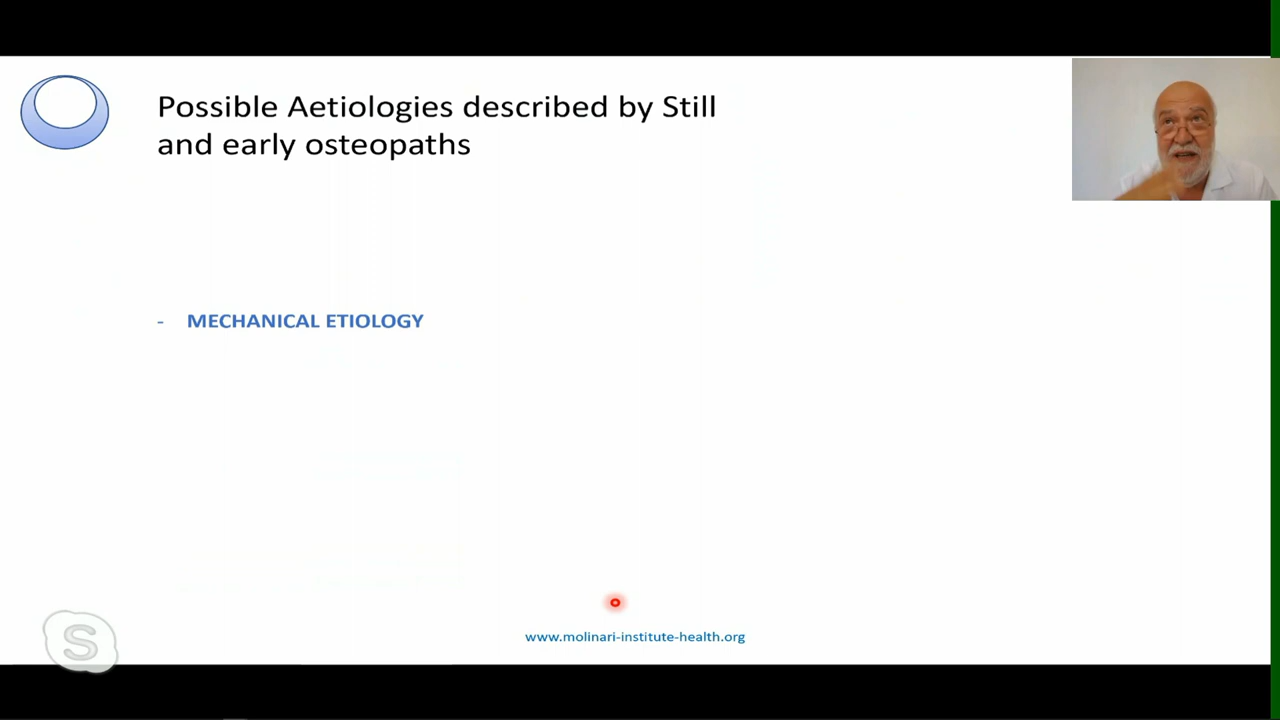 Possible Aetiologies described by Still
and early osteopaths
- MECHANICAL ETIOLOGY
www.molinari-institute-health.org
S